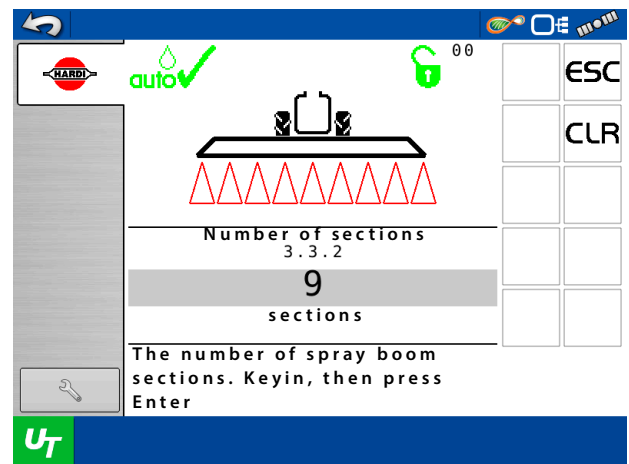 HARDI
auto
00
ESC
CLR
Number of sections
3.3.2
9
sections
The number of spray boom
sections. Keyin, then press
Enter
UT